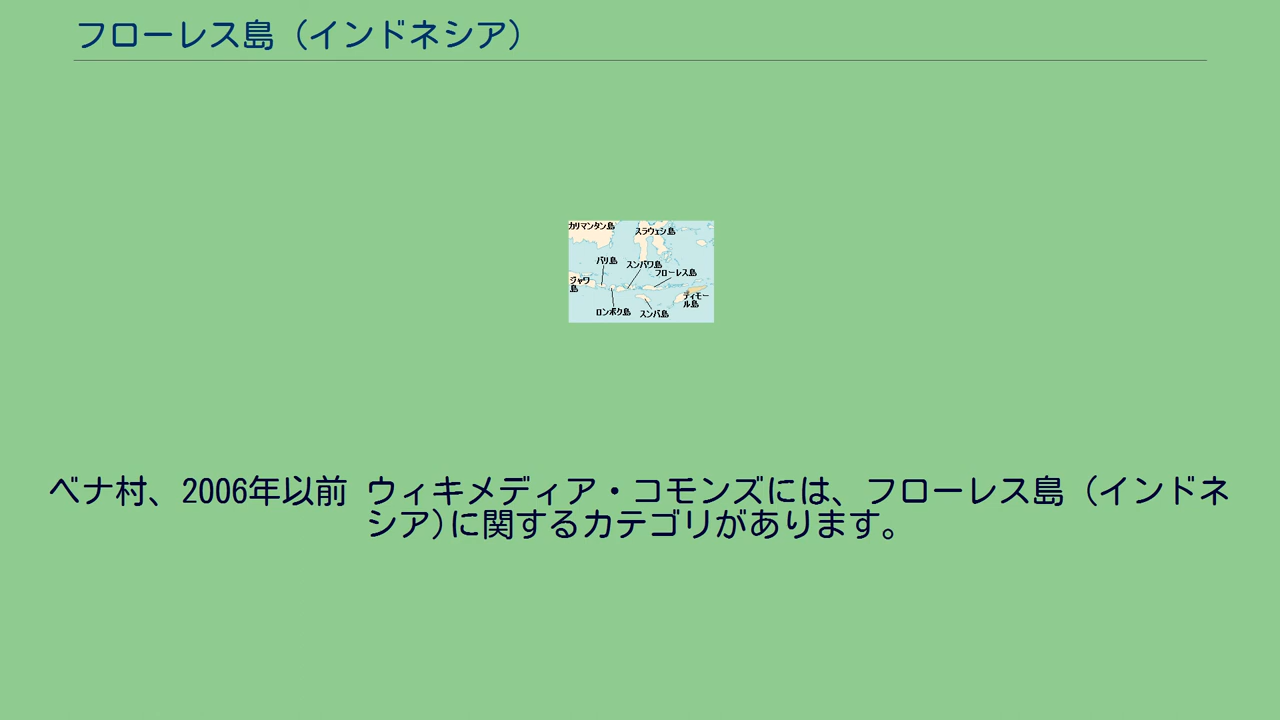 フローレス島 (インドネシア)
カリマンタン島
スラウェシ島
バリ島
スンバワ島
フローレス島
ジャワ
島
ティモー
ル島
ロンボク島
スンバ島
ベナ村、2006年以前 ウィキメディア・コモンズには、フローレス島 (インドネ
シア)に関するカテゴリがあります。